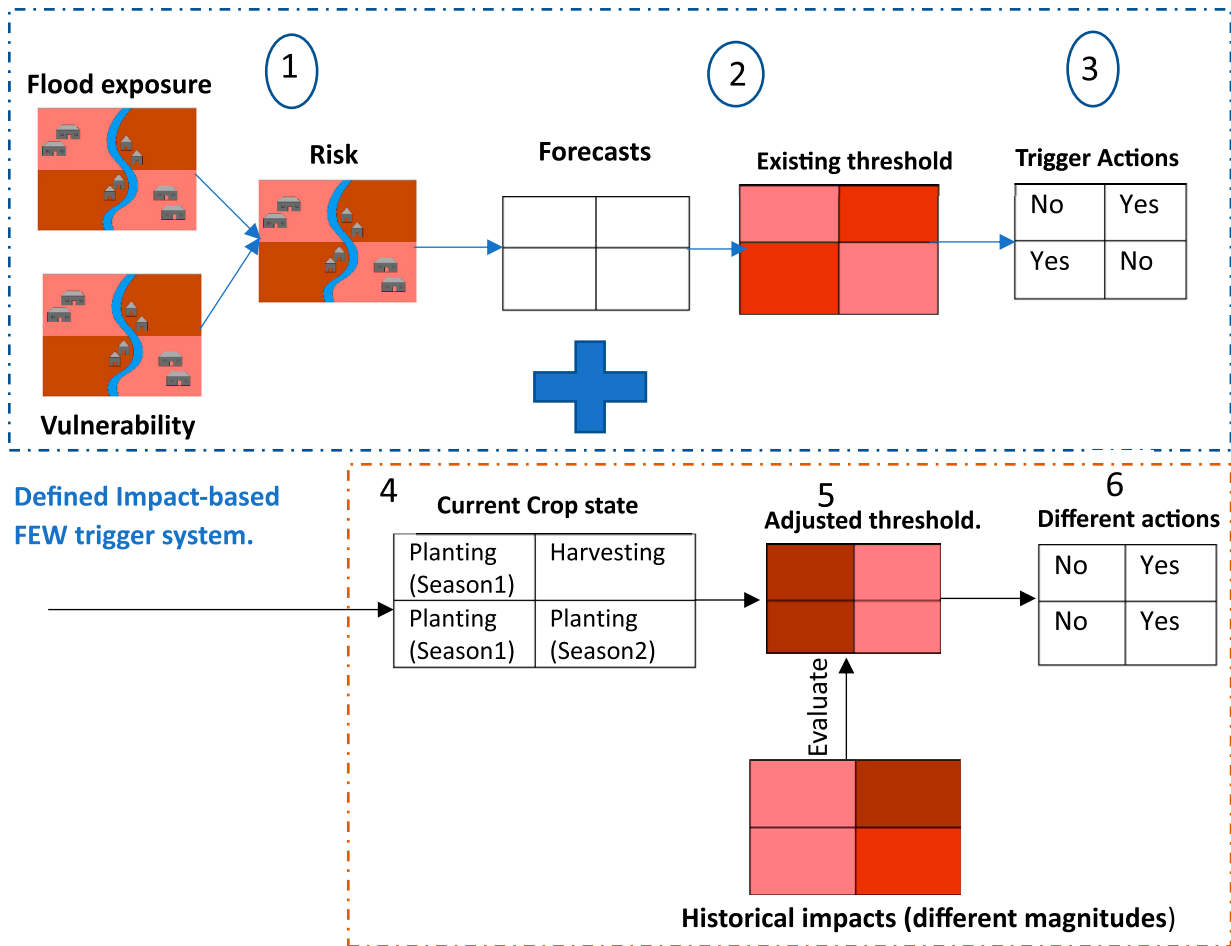 1
2
3
Flood exposure
Risk
Forecasts
Existing threshold
Trigger Actions
No Yes
Yes No
Vulnerability
Defined Impact-based
FEW trigger system.
4
5
6
Current Crop state
Adjusted threshold.
Different actions
Planting
(Season1)
Harvesting
Planting
(Season1)
Planting
(Season2)
No Yes
No Yes
Evaluate
Historical impacts (different magnitudes)